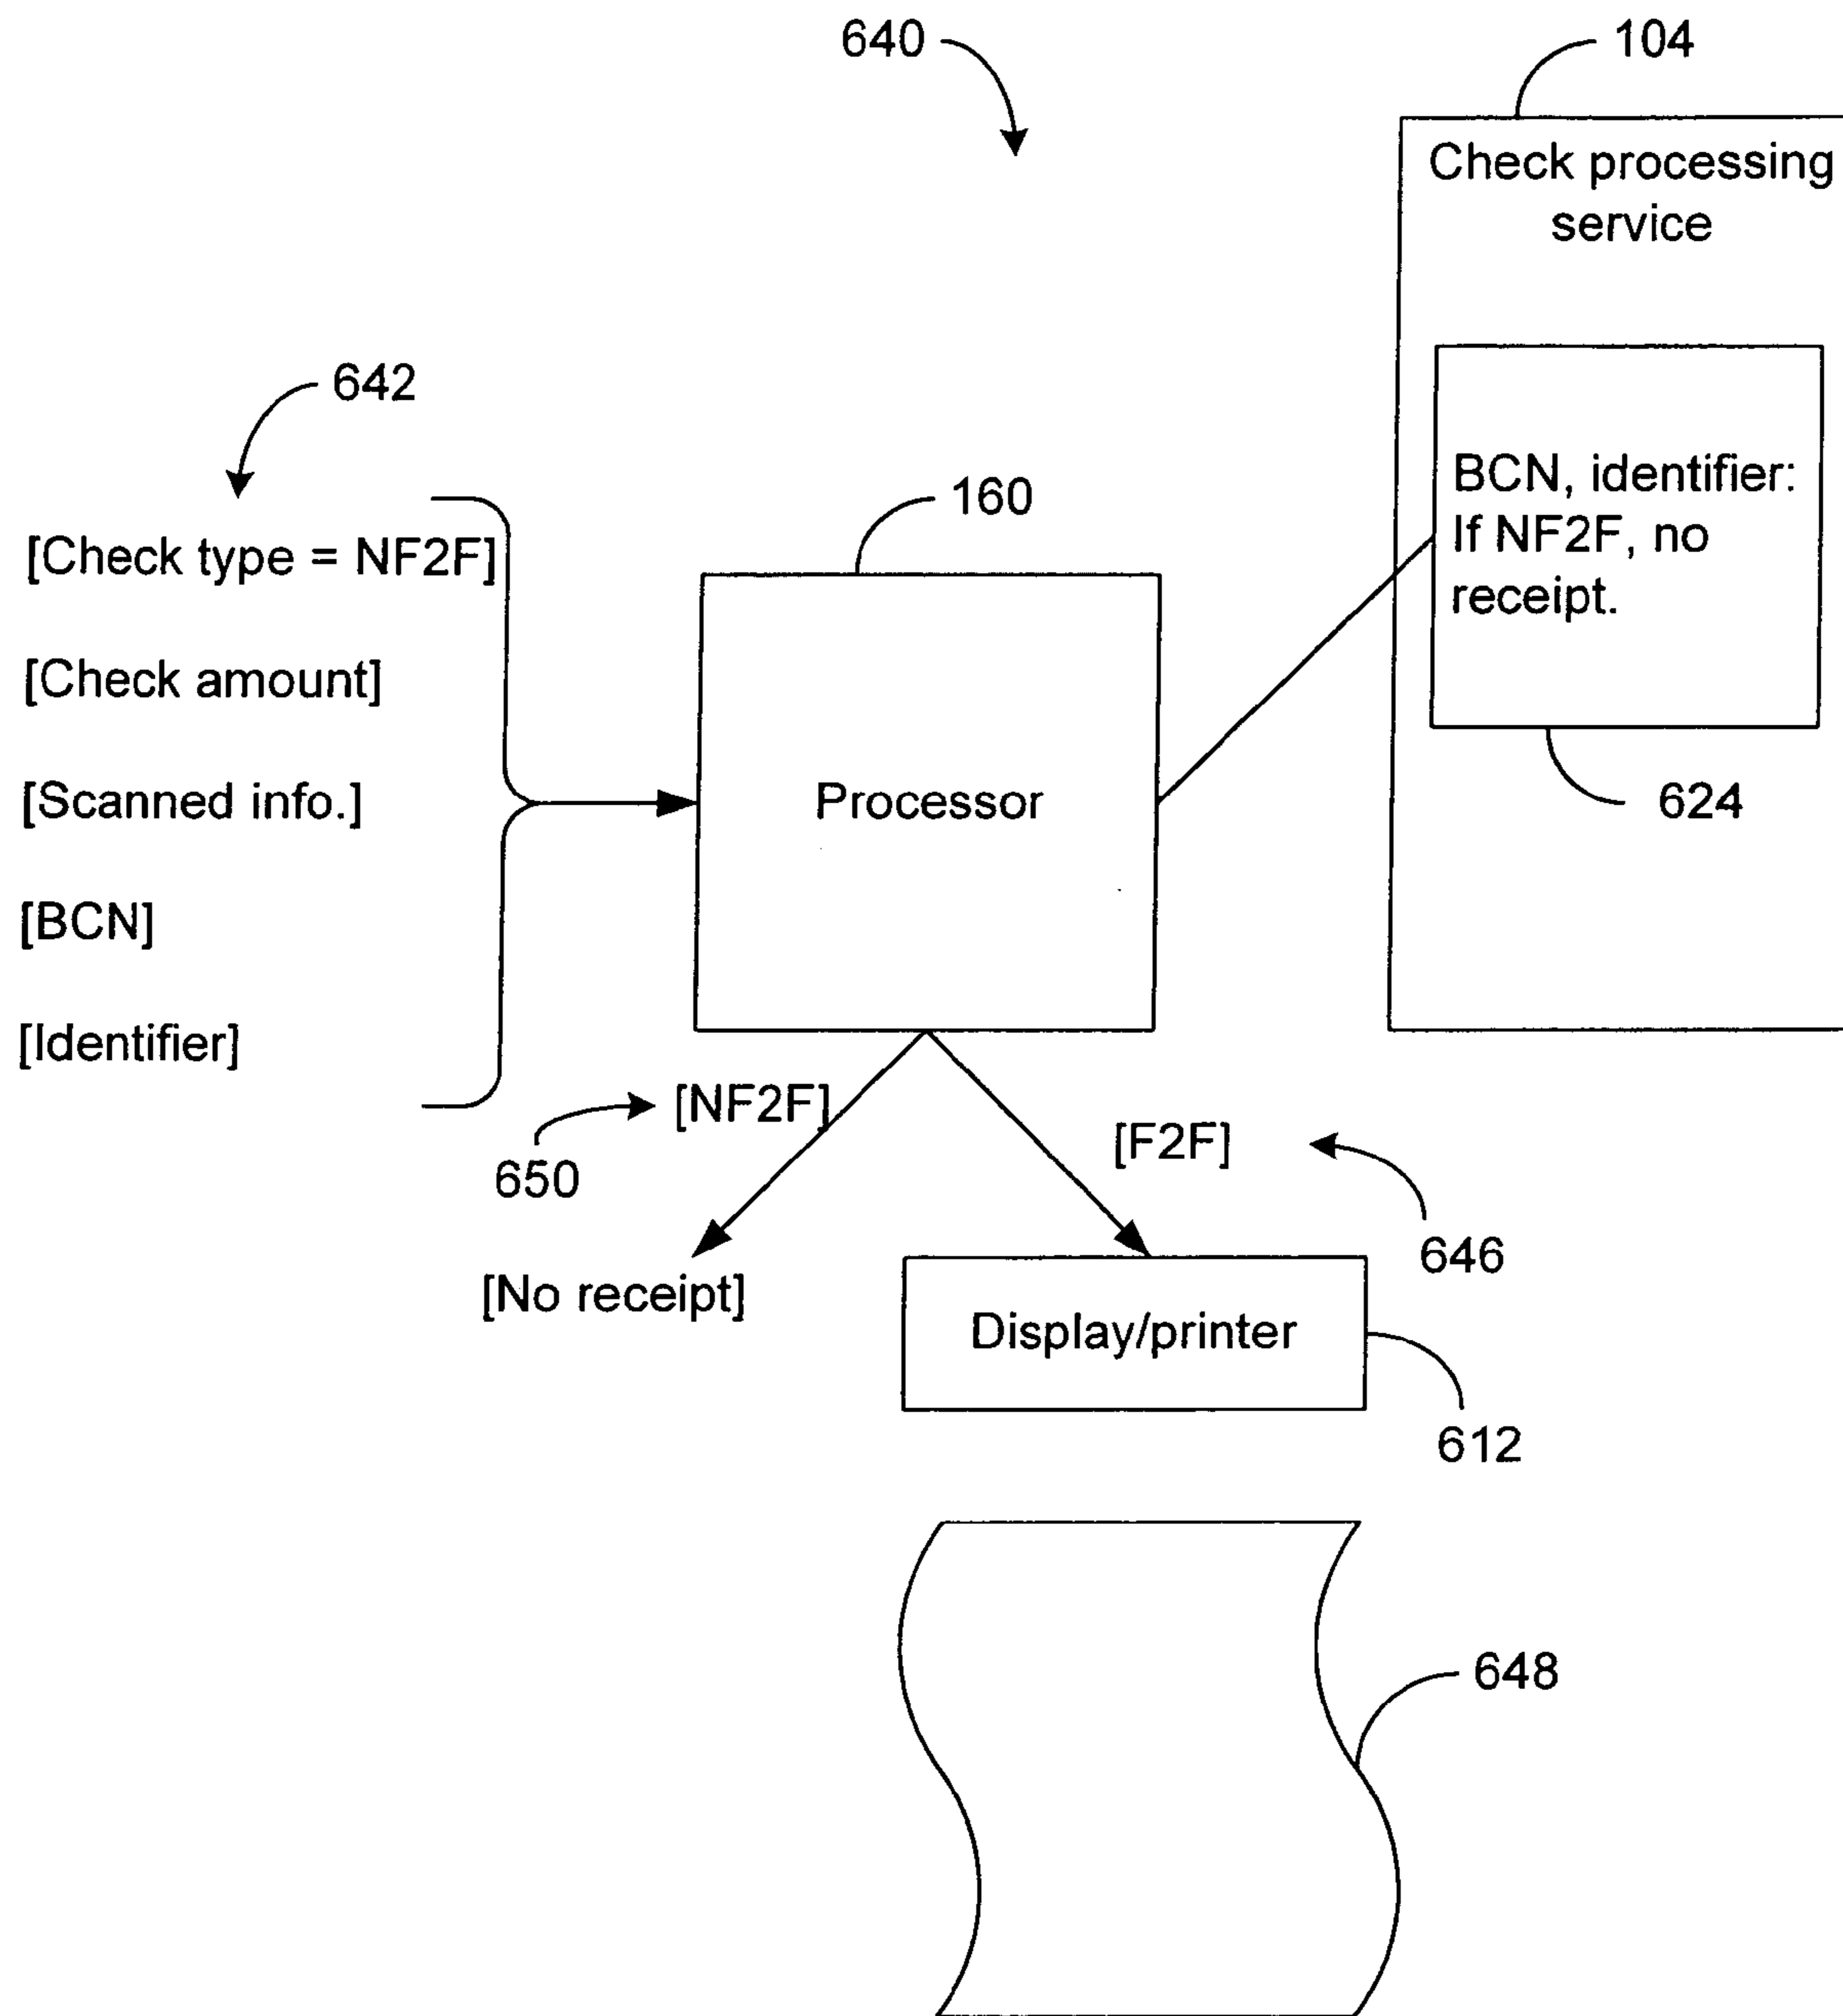 640
104
Check processing
service
642
BCN, identifier:
If NF2F, no
receipt.
160
[Check type = NF2F]
[Check amount]
[Scanned info.]
Processor
624
[BCN]
[Identifier]
[NF2F]
[F2F]
650
646
[No receipt]
Display/printer
612
648